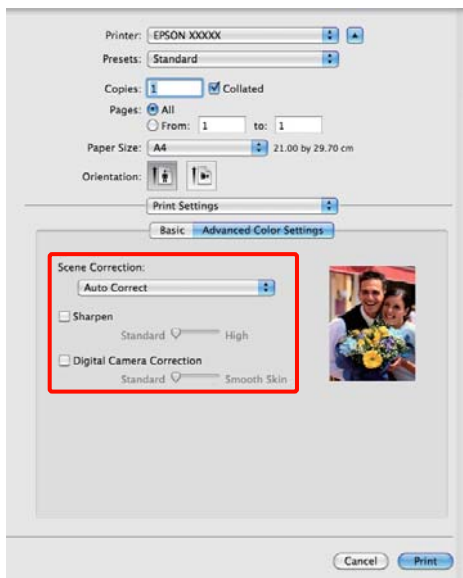 Printer: EPSON XXXXX
Presets: Standard
Copies: 1 Collated
Pages: All
From: 1 to: 1
Paper Size: A4 21.00 by 29.70 cm
Orientation:
Print Settings
Basic Advanced Color Settings
Scene Correction:
Auto Correct
Sharpen
Standard High
Digital Camera Correction
Standard Smooth Skin
Cancel Print